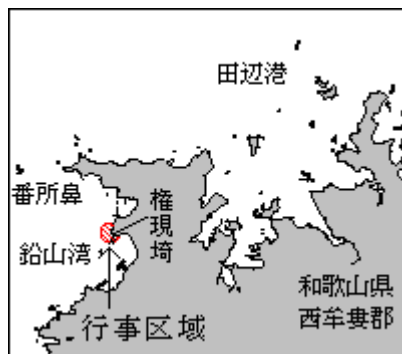 田辺港
番所鼻
権現埼
鉛山湾
和歌山県
西牟婁郡
行事区域